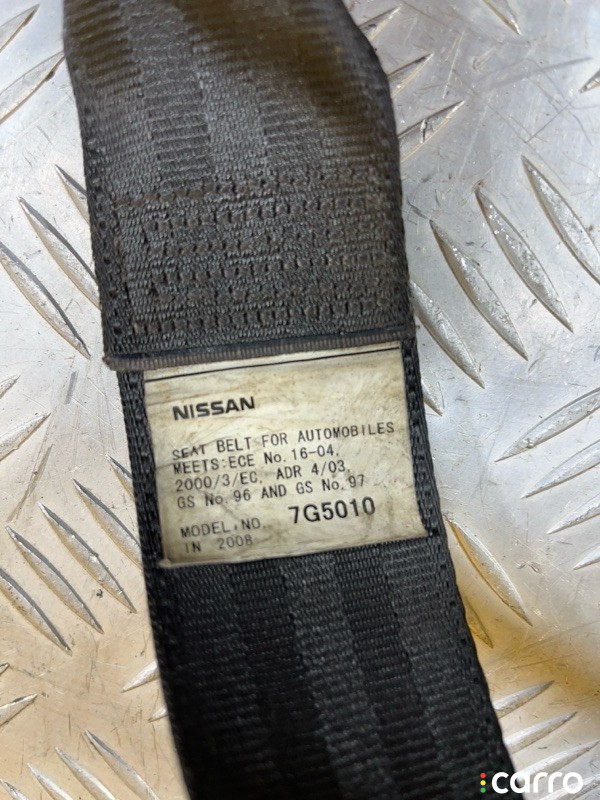 NISSAN
SEAT BELT FOR AUTOMOBILES
MEETS:ECE No.16-04,
2000/3/EC, ADR 4/03,
GS No 96 AND GS No.97
MODEL.NO. 7G5010
IN 2008
carro